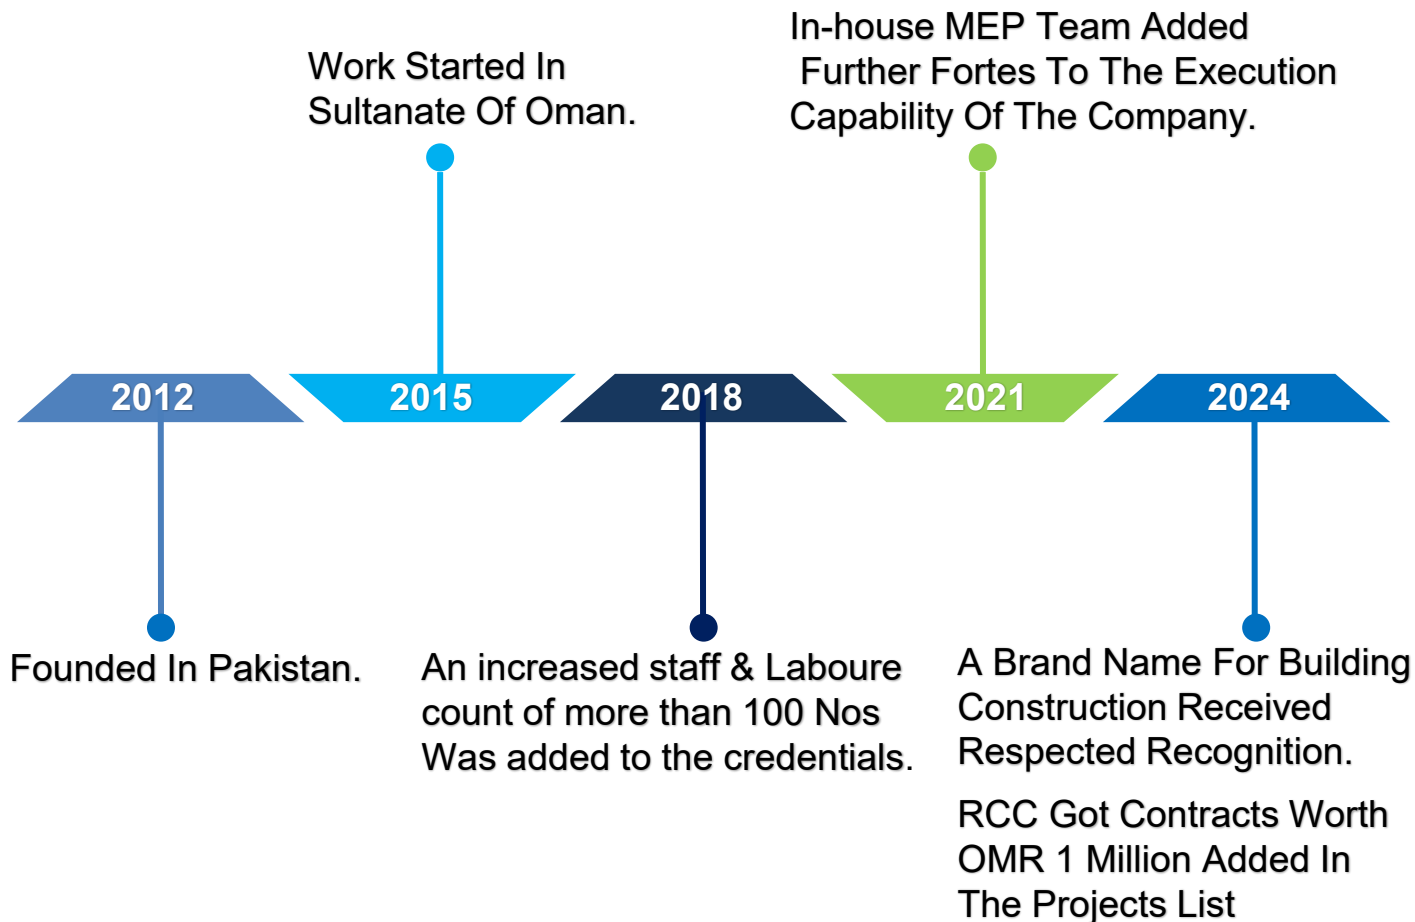 Work Started In
Sultanate Of Oman.
In-house MEP Team Added
Further Fortes To The Execution
Capability Of The Company.
2012
2015
2018
2021
2024
Founded In Pakistan.
An increased staff & Laboure
count of more than 100 Nos
Was added to the credentials.
A Brand Name For Building
Construction Received
Respected Recognition.
RCC Got Contracts Worth
OMR 1 Million Added In
The Projects List